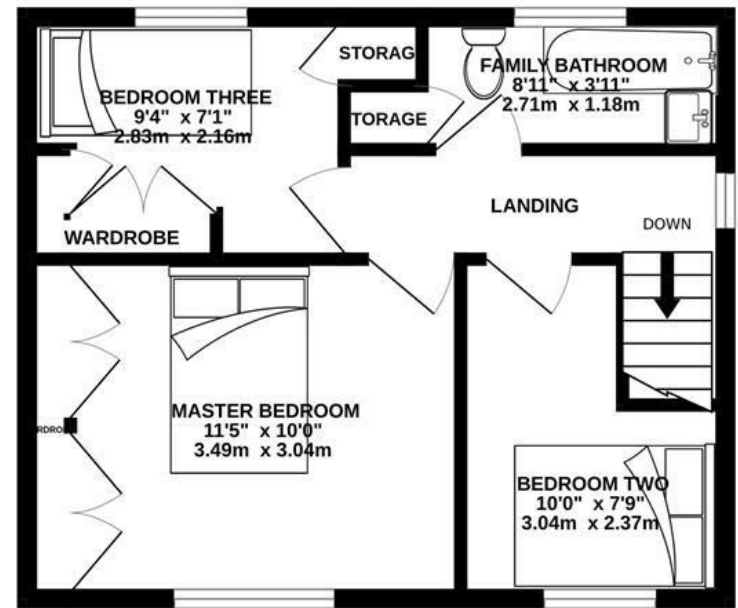 STORAG
FAMILY BATHROOM
8'11" x 3'11"
2.71m x 1.18m
BEDROOM THREE
9'4" x 7'1"
2.83m x 2.16m
TORAGE
LANDING
DOWN
WARDROBE
MASTER BEDROOM
11'5" x 10'0"
3.49m x 3.04m
RDRO
BEDROOM TWO
10'0" x 7'9"
3.04m x 2.37m